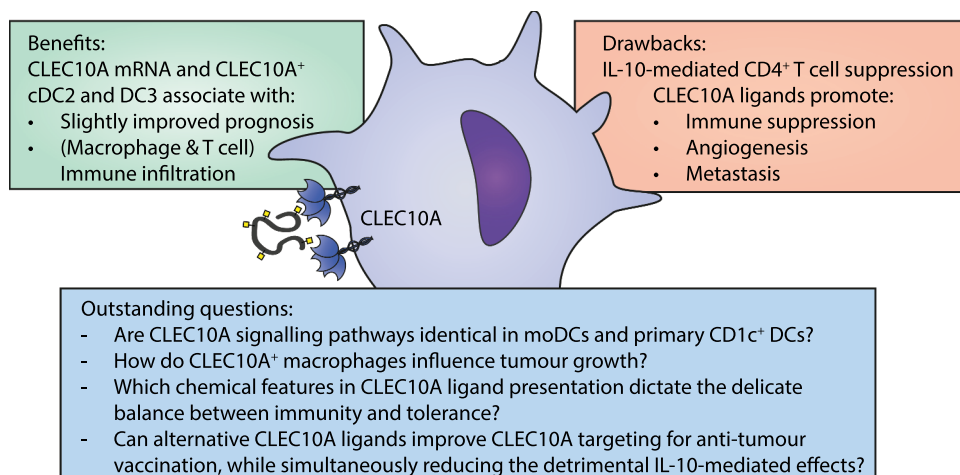 Benefits:
CLEC10A mRNA and CLEC10A⁺
cDC2 and DC3 associate with:
• Slightly improved prognosis
• (Macrophage & T cell)
Immune infiltration
Drawbacks:
IL-10-mediated CD4⁺ T cell suppression
CLEC10A ligands promote:
• Immune suppression
• Angiogenesis
• Metastasis
CLEC10A
Outstanding questions:
- Are CLEC10A signalling pathways identical in moDCs and primary CD1c⁺ DCs?
- How do CLEC10A⁺ macrophages influence tumour growth?
- Which chemical features in CLEC10A ligand presentation dictate the delicate
balance between immunity and tolerance?
- Can alternative CLEC10A ligands improve CLEC10A targeting for anti-tumour
vaccination, while simultaneously reducing the detrimental IL-10-mediated effects?